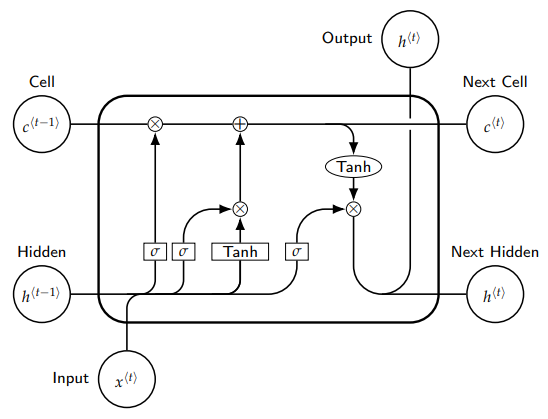 Output
h⟨t⟩
Cell
Next Cell
c⟨t−1⟩
×
+
c⟨t⟩
Tanh
×
×
σ
σ
Tanh
σ
Hidden
Next Hidden
h⟨t−1⟩
h⟨t⟩
Input
x⟨t⟩